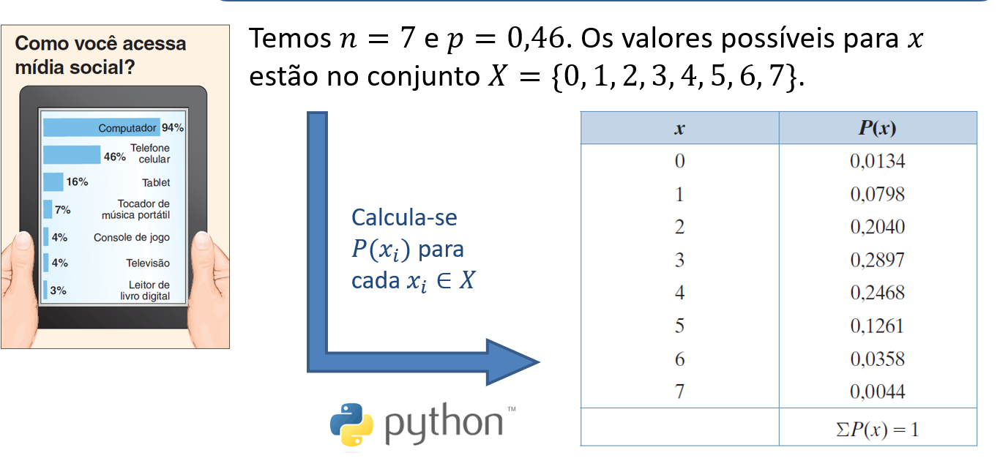 Como você acessa
mídia social?
Computador 94%
46% Telefone
celular
16% Tablet
7% Tocador de
música portátil
4% Console de jogo
4% Televisão
3% Leitor de
livro digital
Temos n = 7 e p = 0,46. Os valores possíveis para x
estão no conjunto X = {0, 1, 2, 3, 4, 5, 6, 7}.
Calcula-se
P(xᵢ) para
cada xᵢ ∈ X
python™
x P(x)
0 0,0134
1 0,0798
2 0,2040
3 0,2897
4 0,2468
5 0,1261
6 0,0358
7 0,0044
ΣP(x) = 1